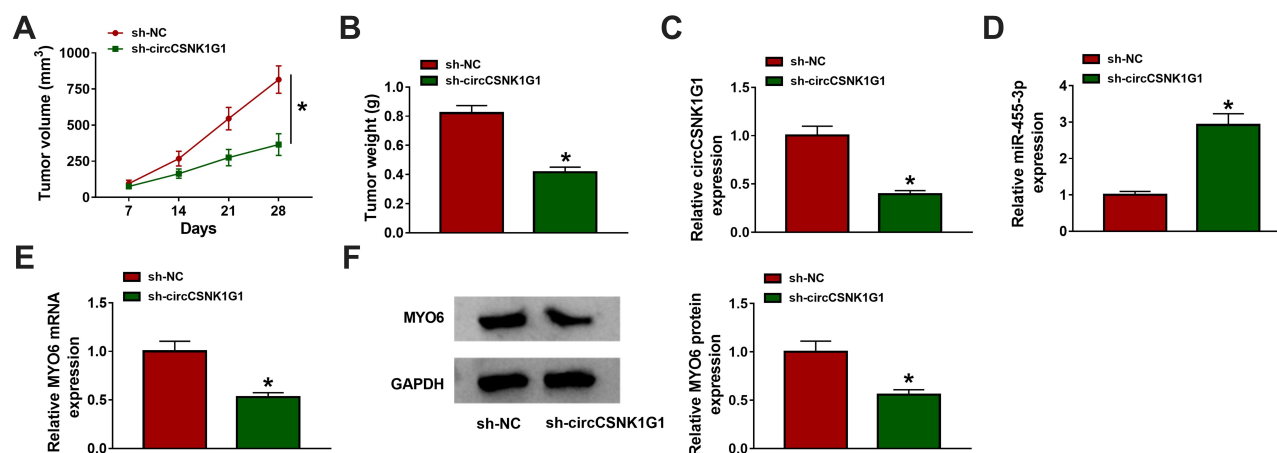 A
sh-NC
sh-circCSNK1G1
Tumor volume (mm³)
1000
750
500
250
0
7 14 21 28
Days
*
B
sh-NC
sh-circCSNK1G1
Tumor weight (g)
1.0
0.8
0.6
0.4
0.2
0.0
*
C
sh-NC
sh-circCSNK1G1
Relative circCSNK1G1
expression
1.5
1.0
0.5
0.0
*
D
sh-NC
sh-circCSNK1G1
Relative miR-455-3p
expression
4
3
2
1
0
*
E
sh-NC
sh-circCSNK1G1
Relative MYO6 mRNA
expression
1.5
1.0
0.5
0.0
*
F
MYO6
GAPDH
sh-NC sh-circCSNK1G1
sh-NC
sh-circCSNK1G1
Relative MYO6 protein
expression
1.5
1.0
0.5
0.0
*